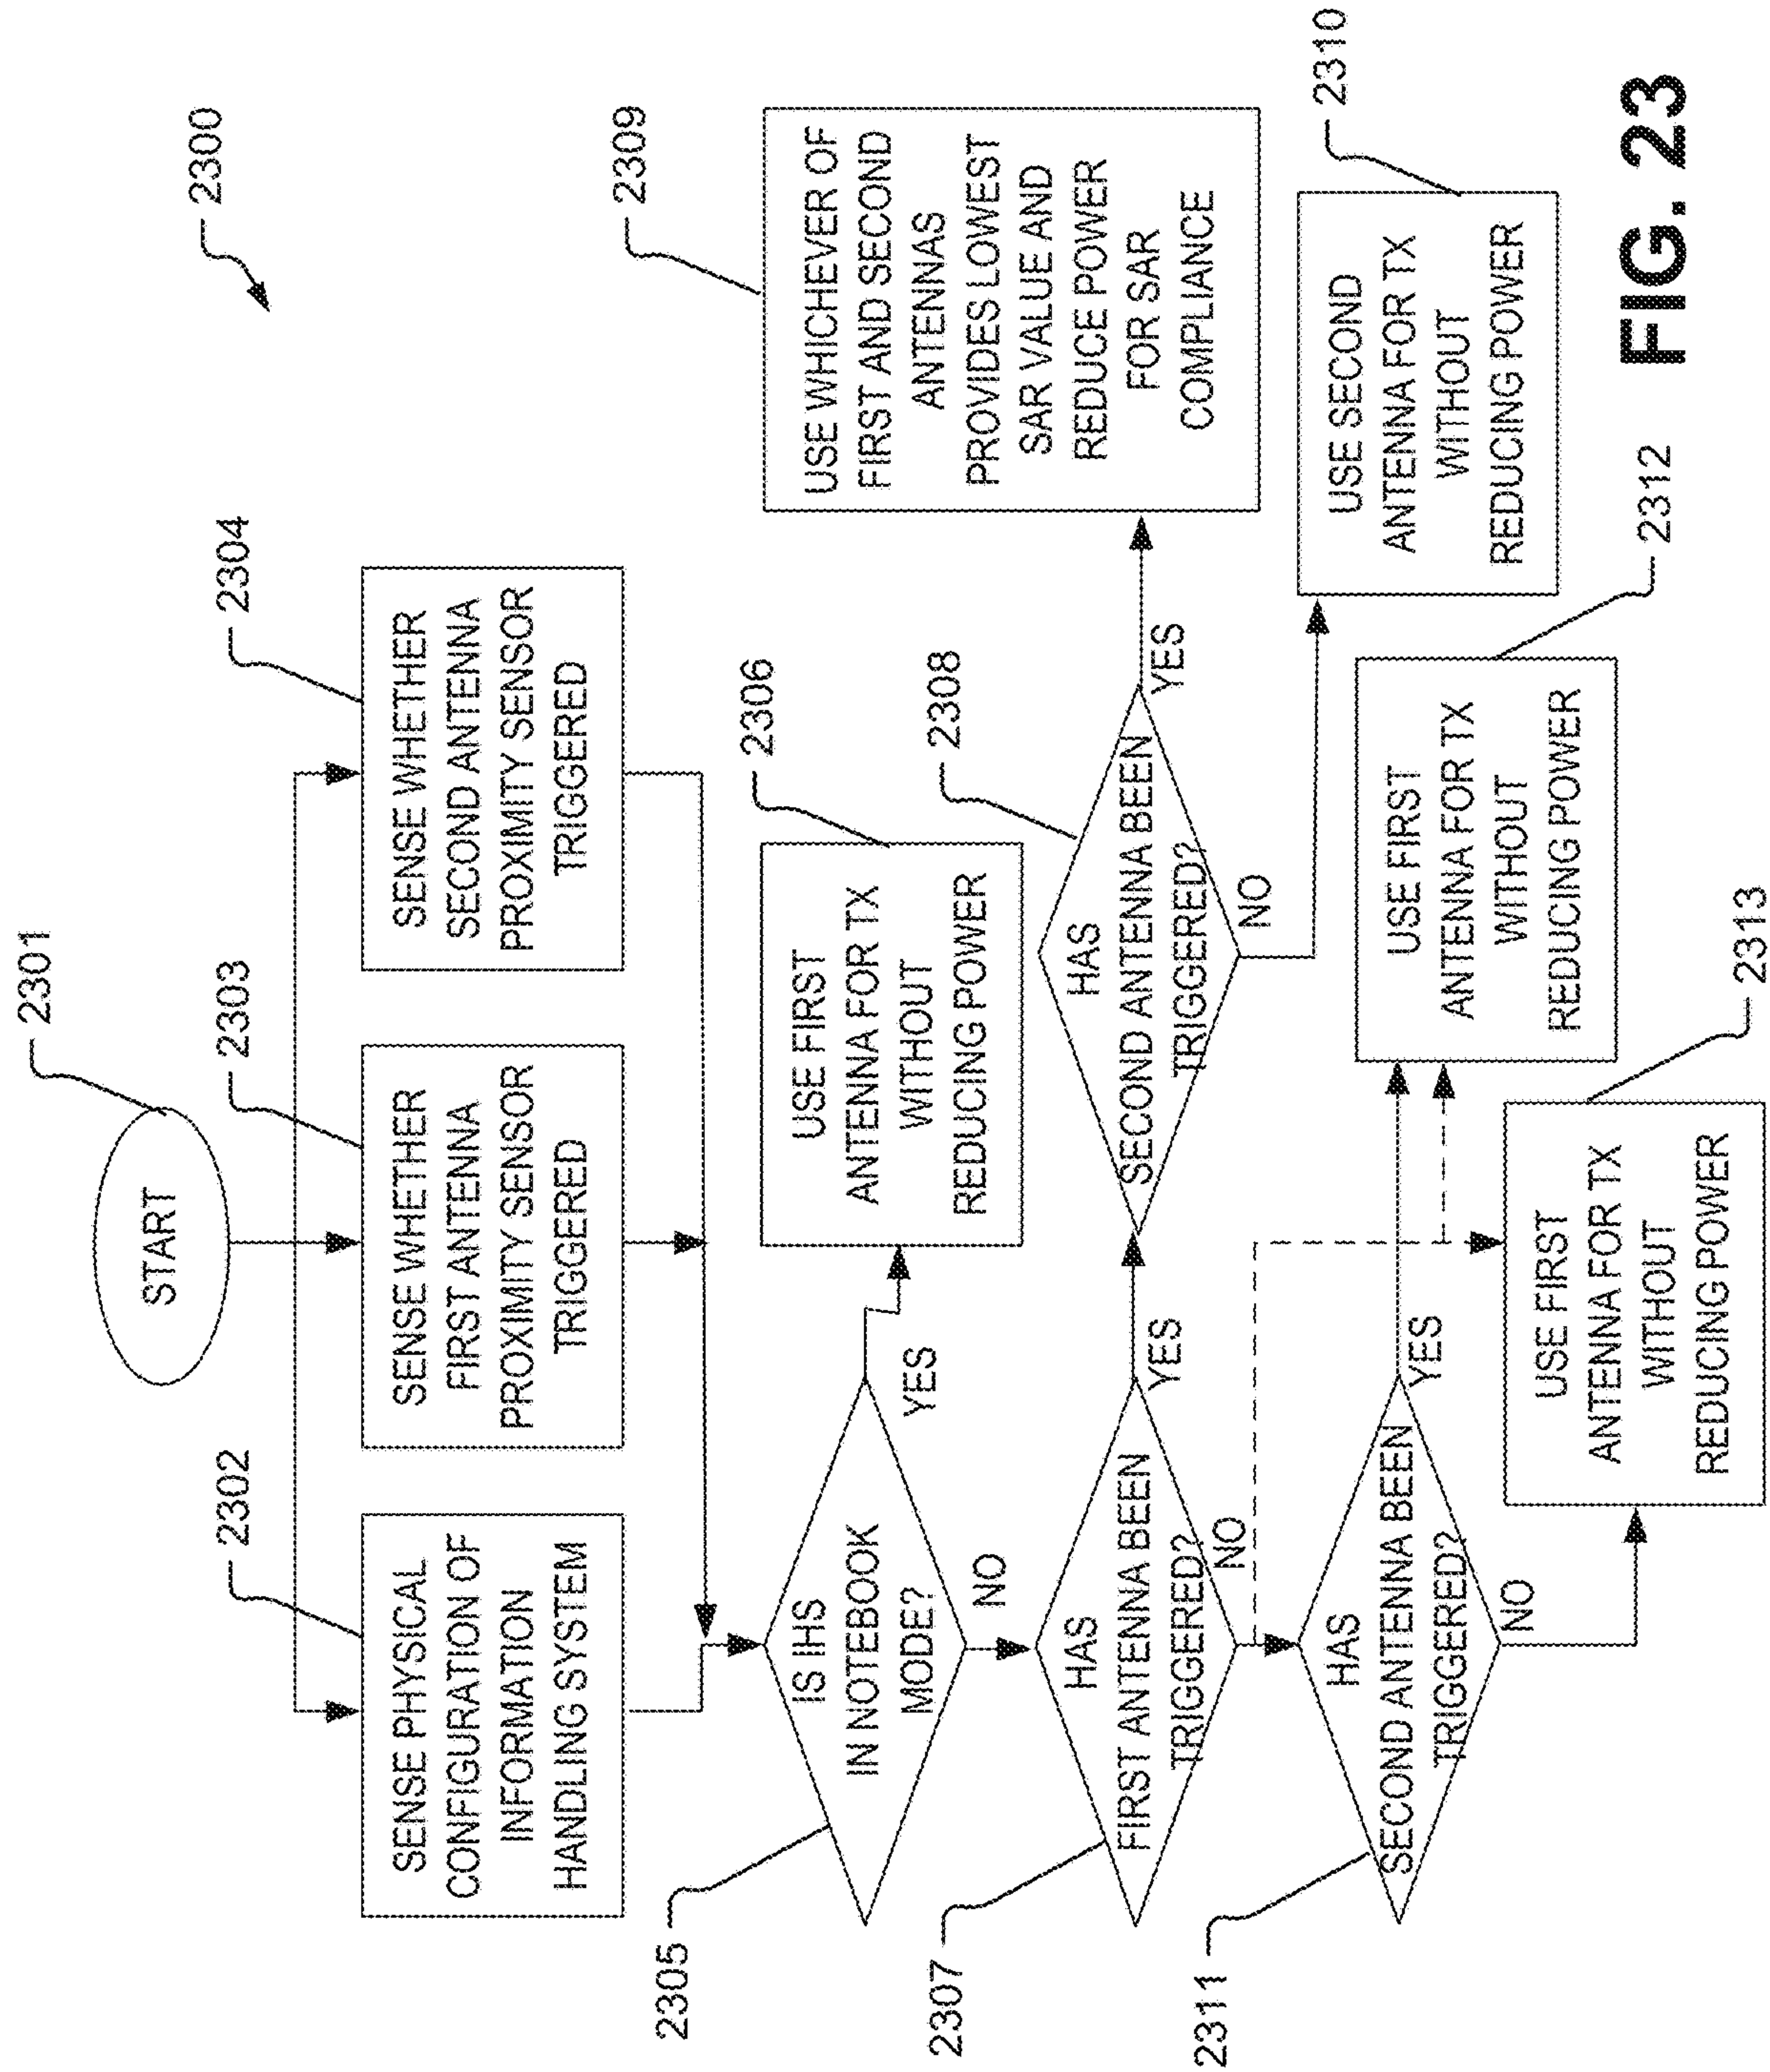 2300
2301
START
2302
SENSE PHYSICAL
CONFIGURATION OF
INFORMATION
HANDLING SYSTEM
2303
SENSE WHETHER
FIRST ANTENNA
PROXIMITY SENSOR
TRIGGERED
2304
SENSE WHETHER
SECOND ANTENNA
PROXIMITY SENSOR
TRIGGERED
2305
IS IHS
IN NOTEBOOK
MODE?
YES
NO
2306
USE FIRST
ANTENNA FOR TX
WITHOUT
REDUCING POWER
2307
HAS
FIRST ANTENNA BEEN
TRIGGERED?
YES
NO
2308
HAS
SECOND ANTENNA BEEN
TRIGGERED?
YES
NO
2309
USE WHICHEVER OF
FIRST AND SECOND
ANTENNAS
PROVIDES LOWEST
SAR VALUE AND
REDUCE POWER
FOR SAR
COMPLIANCE
2310
USE SECOND
ANTENNA FOR TX
WITHOUT
REDUCING POWER
2311
HAS
SECOND ANTENNA BEEN
TRIGGERED?
YES
NO
2312
USE FIRST
ANTENNA FOR TX
WITHOUT
REDUCING POWER
2313
USE FIRST
ANTENNA FOR TX
WITHOUT
REDUCING POWER
FIG. 23